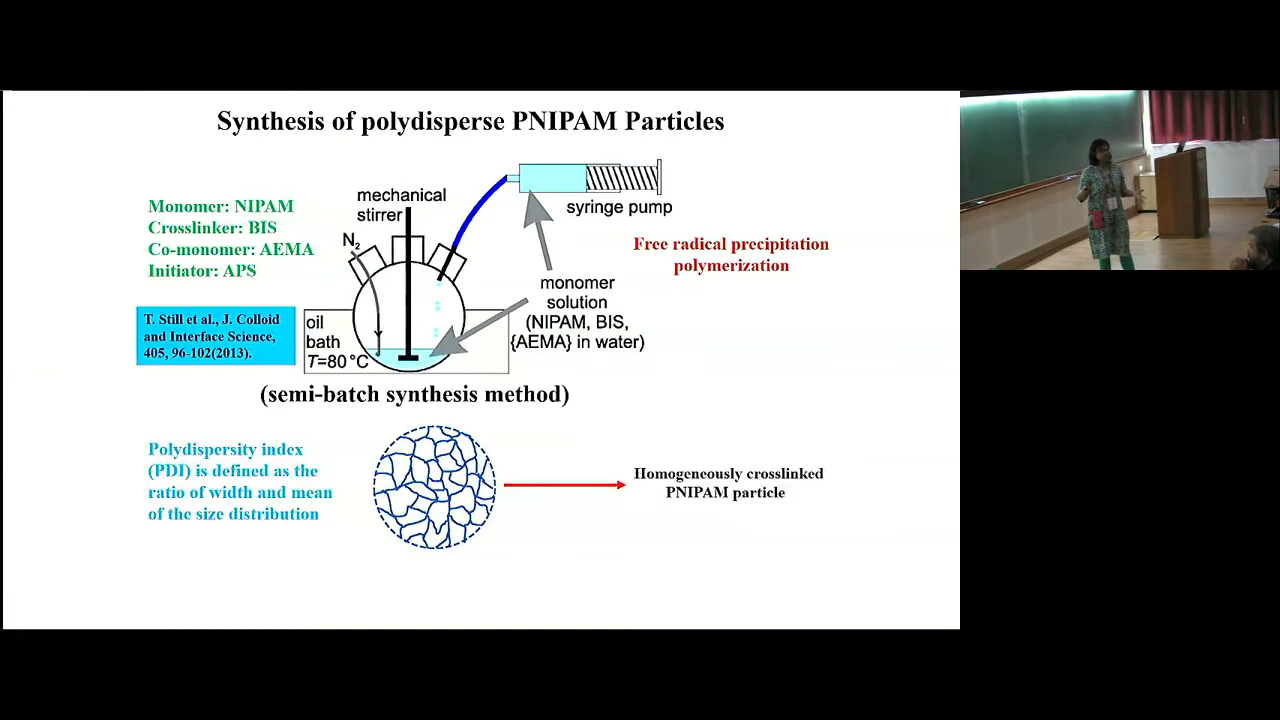 Synthesis of polydisperse PNIPAM Particles
Monomer: NIPAM
Crosslinker: BIS
Co-monomer: AEMA
Initiator: APS
T. Still et al., J. Colloid
and Interface Science,
405, 96-102(2013).
mechanical
stirrer
N₂
syringe pump
Free radical precipitation
polymerization
monomer
solution
(NIPAM, BIS,
{AEMA} in water)
oil
bath
T=80 °C
(semi-batch synthesis method)
Polydispersity index
(PDI) is defined as the
ratio of width and mean
of the size distribution
Homogeneously crosslinked
PNIPAM particle